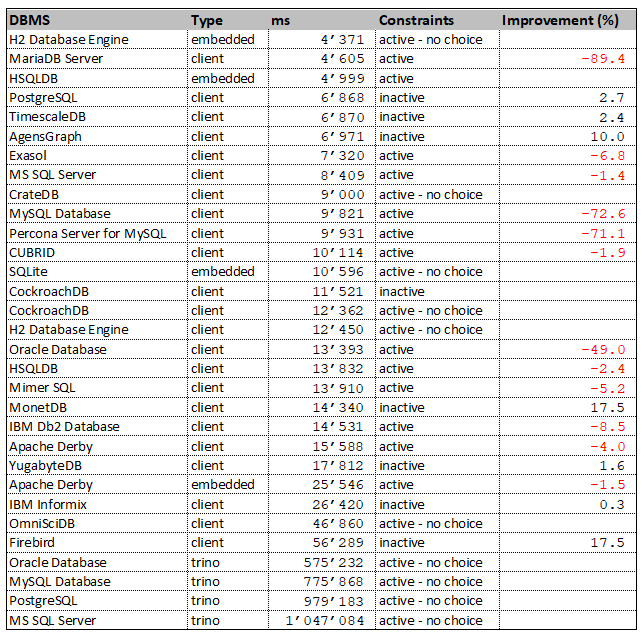 DBMS Type ms Constraints Improvement (%)
H2 Database Engine embedded 4’371 active - no choice
MariaDB Server client 4’605 active -89.4
HSQLDB embedded 4’999 active
PostgreSQL client 6’868 inactive 2.7
TimescaleDB client 6’870 inactive 2.4
AgensGraph client 6’971 inactive 10.0
Exasol client 7’320 active -6.8
MS SQL Server client 8’409 active -1.4
CrateDB client 9’000 active - no choice
MySQL Database client 9’821 active -72.6
Percona Server for MySQL client 9’931 active -71.1
CUBRID client 10’114 active -1.9
SQLite embedded 10’596 active - no choice
CockroachDB client 11’521 inactive
CockroachDB client 12’362 active - no choice
H2 Database Engine client 12’450 active - no choice
Oracle Database client 13’393 active -49.0
HSQLDB client 13’832 active -2.4
Mimer SQL client 13’910 active -5.2
MonetDB client 14’340 inactive 17.5
IBM Db2 Database client 14’531 active -8.5
Apache Derby client 15’588 active -4.0
YugabyteDB client 17’812 inactive 1.6
Apache Derby embedded 25’546 active -1.5
IBM Informix client 26’420 inactive 0.3
OmniSciDB client 46’860 active - no choice
Firebird client 56’289 inactive 17.5
Oracle Database trino 575’232 active - no choice
MySQL Database trino 775’868 active - no choice
PostgreSQL trino 979’183 active - no choice
MS SQL Server trino 1’047’084 active - no choice